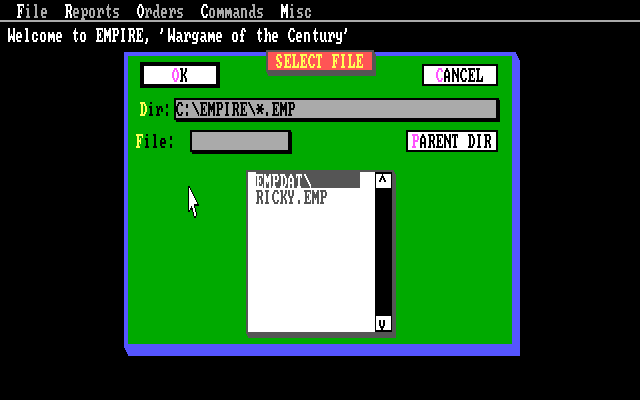 File Reports Orders Commands Misc
Welcome to EMPIRE, 'Wargame of the Century'
SELECT FILE
OK CANCEL
Dir: C:\EMPIRE\*.EMP
File: PARENT DIR
EMPDAT\
RICKY.EMP